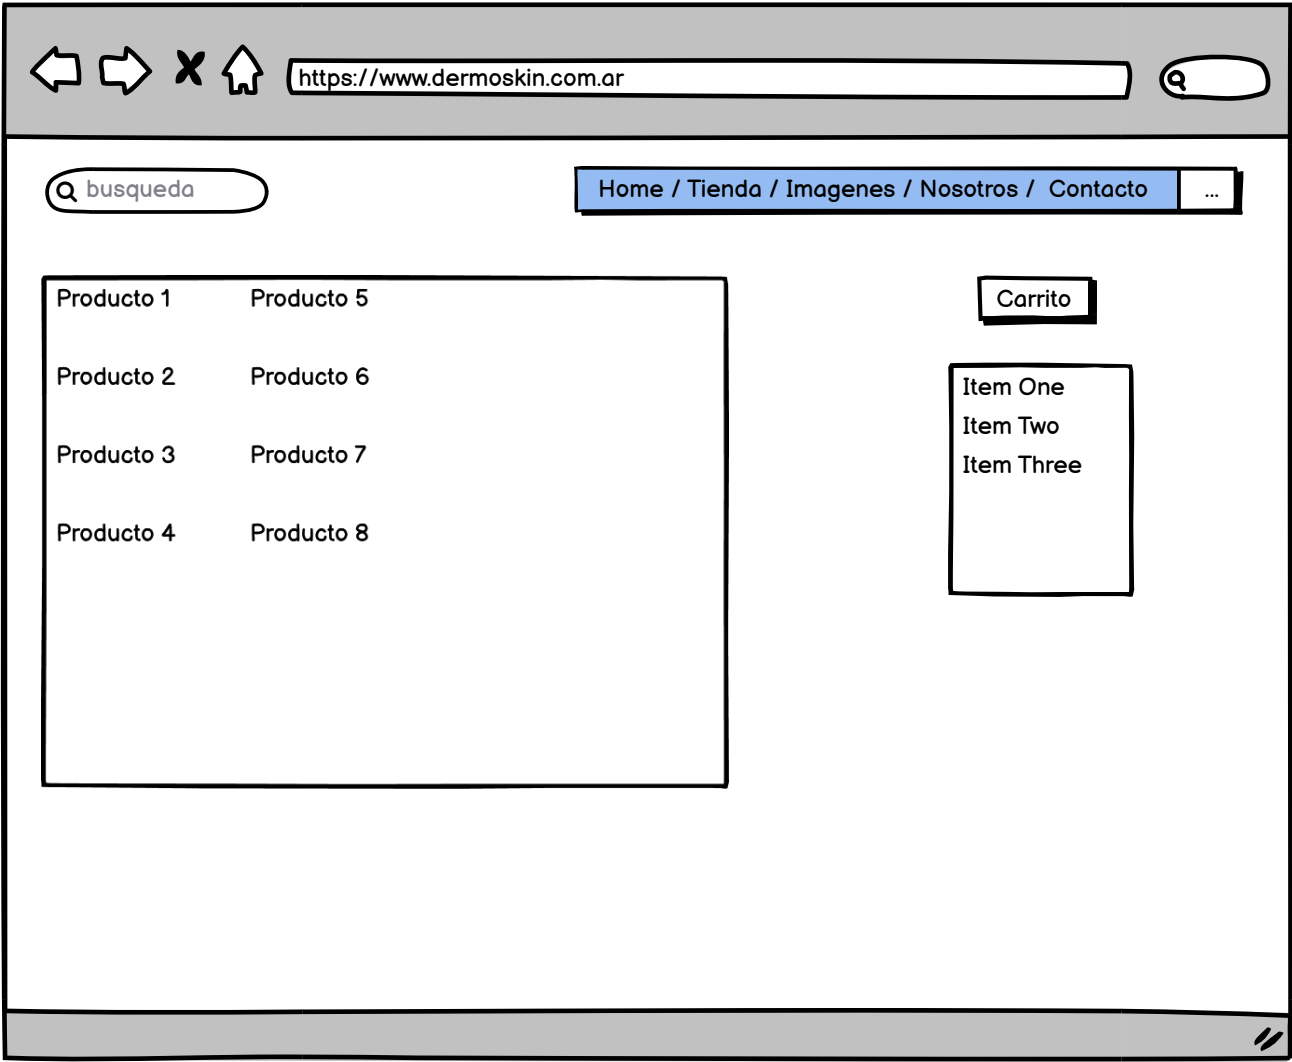 https://www.dermoskin.com.ar
busqueda
Home / Tienda / Imagenes / Nosotros / Contacto
...
Producto 1 Producto 5
Producto 2 Producto 6
Producto 3 Producto 7
Producto 4 Producto 8
Carrito
Item One
Item Two
Item Three